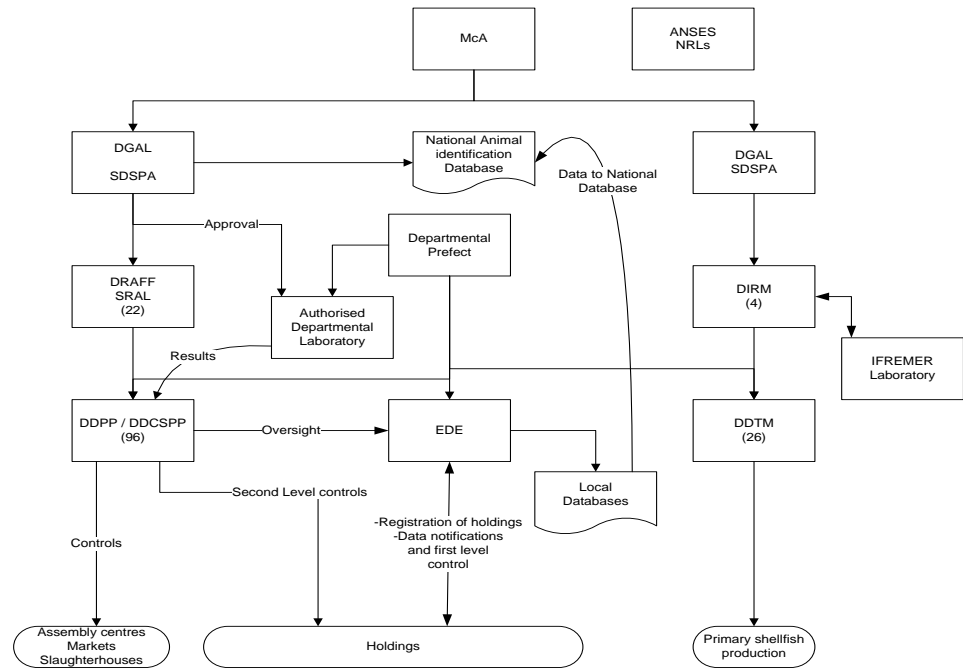 McA
ANSES
NRLs
DGAL
SDSPA
National Animal
identification
Database
Data to National
Database
DGAL
SDSPA
Approval
Departmental
Prefect
DRAFF
SRAL
(22)
Authorised
Departmental
Laboratory
DIRM
(4)
IFREMER
Laboratory
Results
DDPP / DDCSPP
(96)
Oversight
EDE
DDTM
(26)
Local
Databases
Second Level controls
-Registration of holdings
-Data notifications
and first level
control
Controls
Assembly centres
Markets
Slaughterhouses
Holdings
Primary shellfish
production